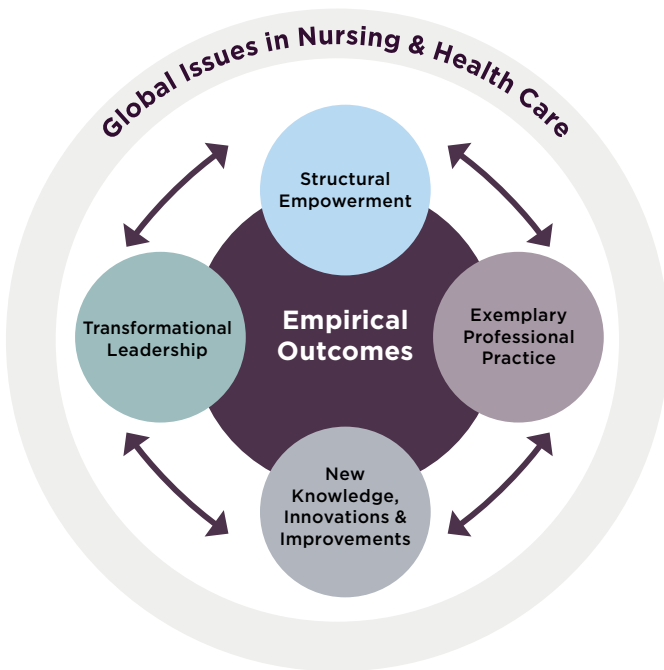 Global Issues in Nursing & Health Care
Structural
Empowerment
Transformational
Leadership
Empirical
Outcomes
Exemplary
Professional
Practice
New
Knowledge,
Innovations &
Improvements